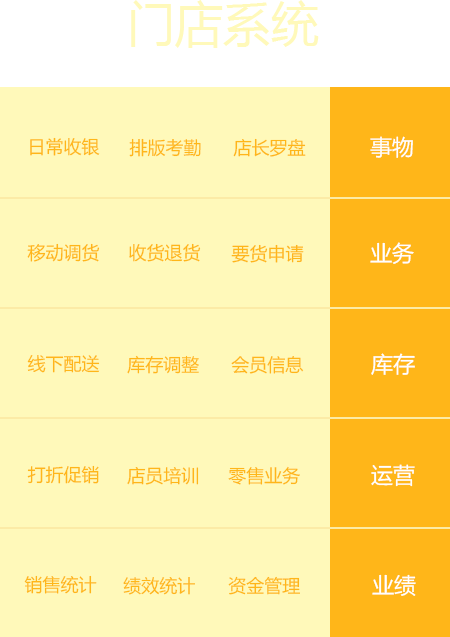 门店系统
日常收银 排版考勤 店长罗盘 事物
移动调货 收货退货 要货申请 业务
线下配送 库存调整 会员信息 库存
打折促销 店员培训 零售业务 运营
销售统计 绩效统计 资金管理 业绩